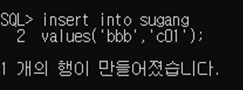 SQL> insert into sugang
2 values('bbb','c01');
1 개의 행이 만들어졌습니다.